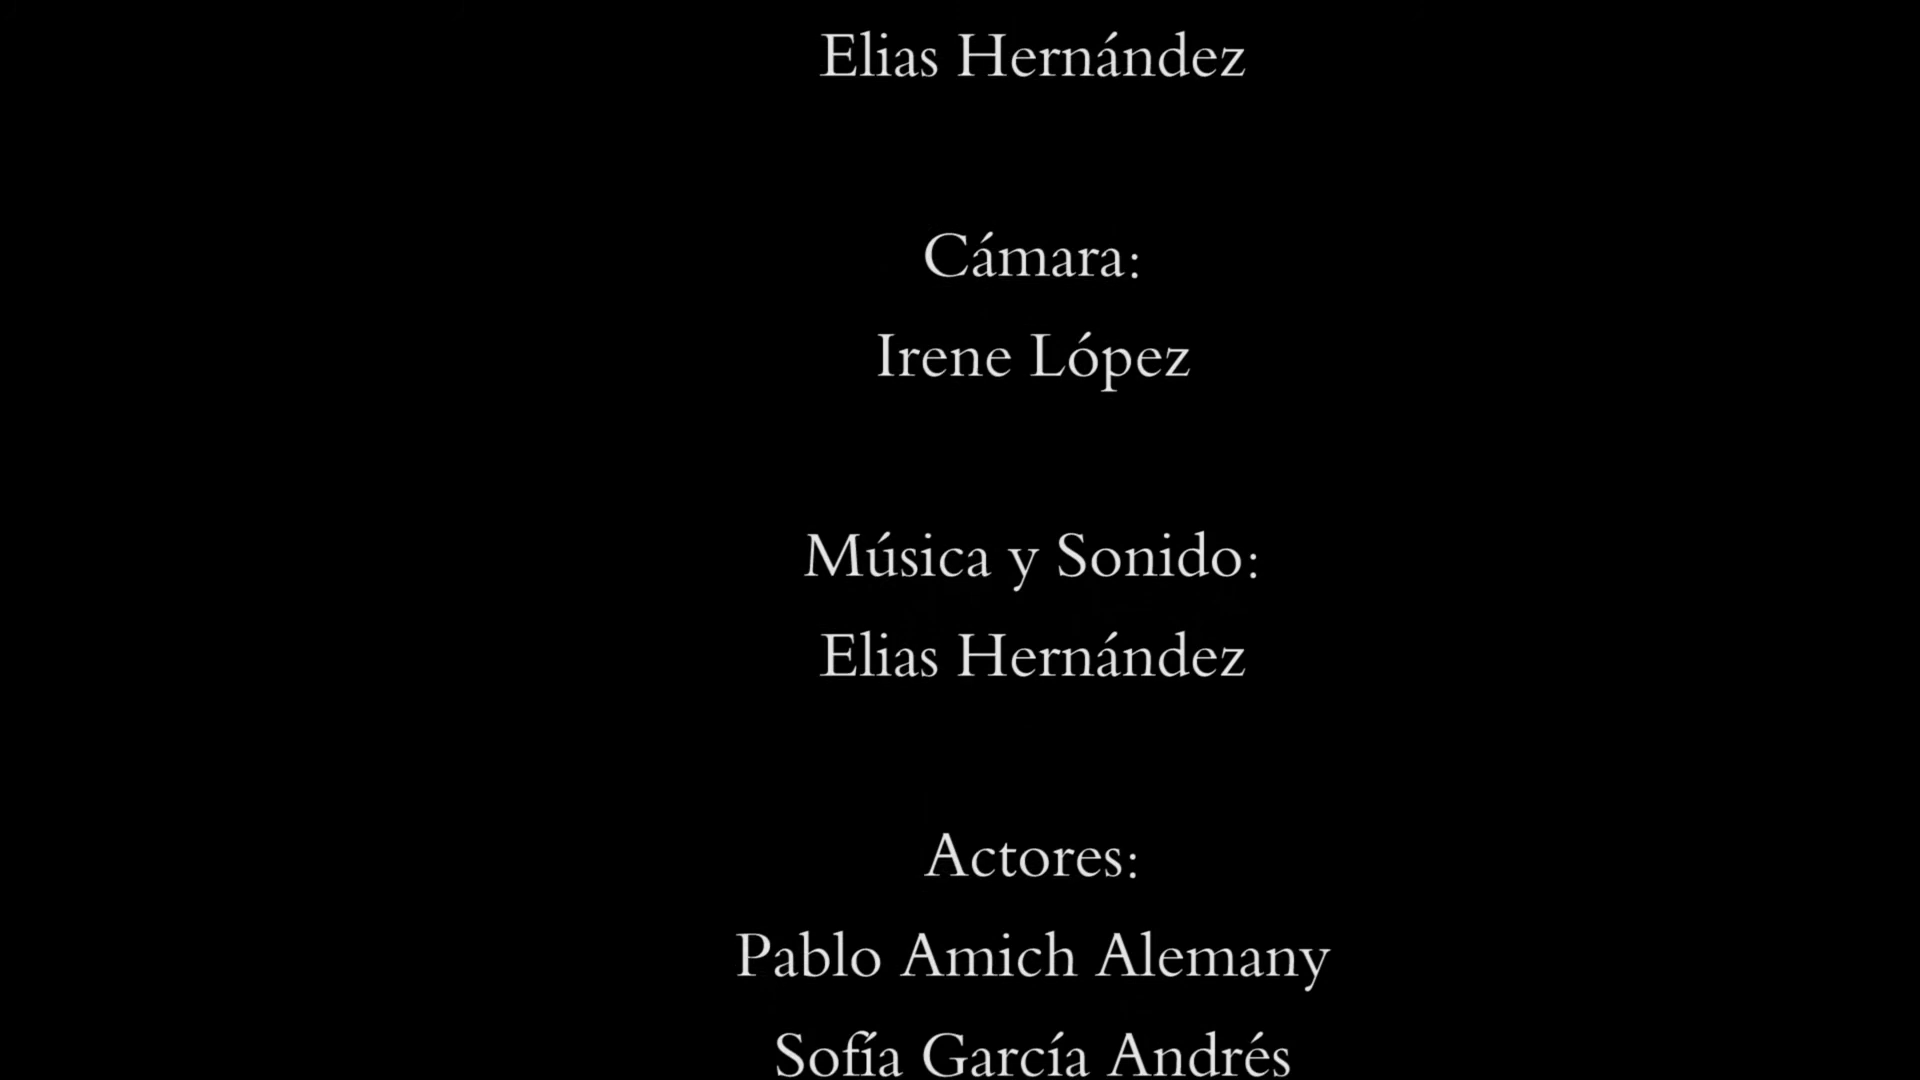 Elias Hernández
Cámara:
Irene López
Música y Sonido:
Elias Hernández
Actores:
Pablo Amich Alemany
Sofía García Andrés